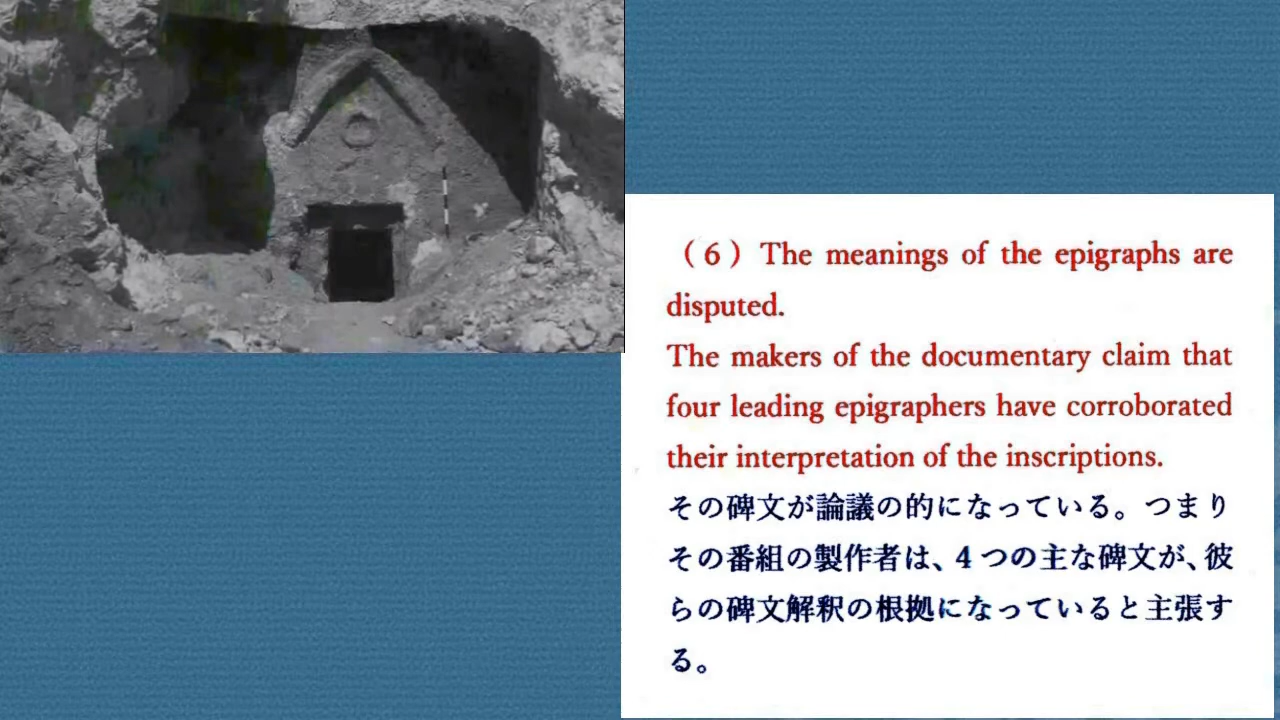 （6）The meanings of the epigraphs are
disputed.
The makers of the documentary claim that
four leading epigraphers have corroborated
their interpretation of the inscriptions.
その碑文が論議の的になっている。つまり
その番組の製作者は、4つの主な碑文が、彼
らの碑文解釈の根拠になっていると主張す
る。